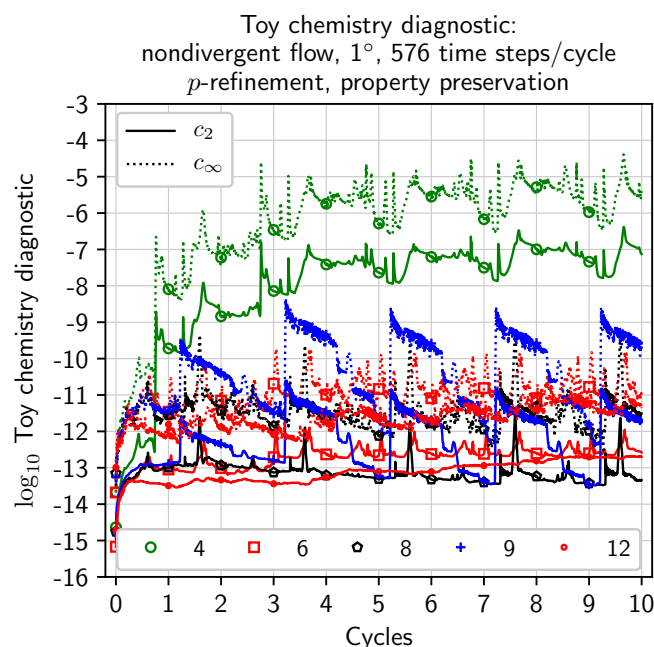 Toy chemistry diagnostic:
nondivergent flow, 1°, 576 time steps/cycle
p-refinement, property preservation
log₁₀ Toy chemistry diagnostic
-3
-4
-5
-6
-7
-8
-9
-10
-11
-12
-13
-14
-15
-16
c₂
c∞
4 6 8 9 12
0 1 2 3 4 5 6 7 8 9 10
Cycles